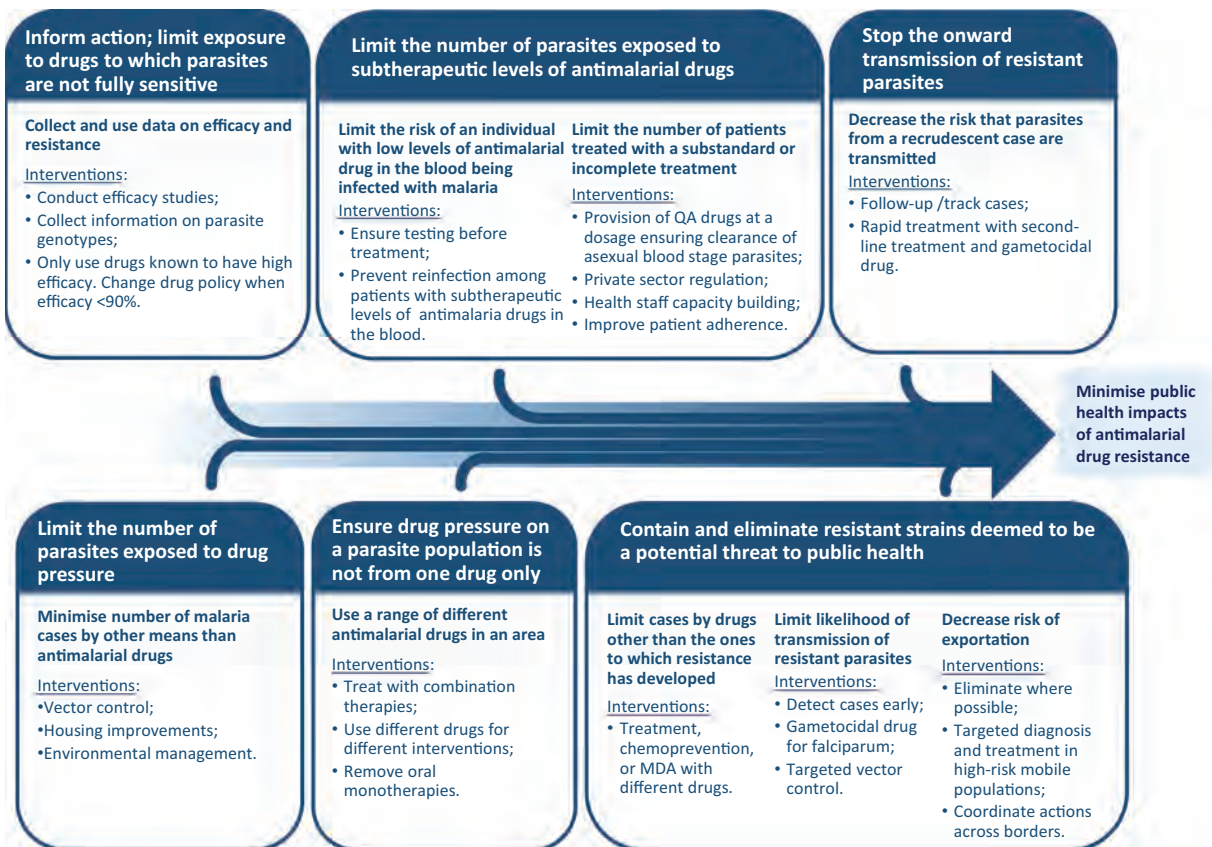 Inform action; limit exposure
to drugs to which parasites
are not fully sensitive
Collect and use data on efficacy and
resistance
Interventions:
• Conduct efficacy studies;
• Collect information on parasite
genotypes;
• Only use drugs known to have high
efficacy. Change drug policy when
efficacy <90%.
Limit the number of parasites exposed to
subtherapeutic levels of antimalarial drugs
Limit the risk of an individual
with low levels of antimalarial
drug in the blood being
infected with malaria
Interventions:
• Ensure testing before
treatment;
• Prevent reinfection among
patients with subtherapeutic
levels of antimalaria drugs in
the blood.
Limit the number of patients
treated with a substandard or
incomplete treatment
Interventions:
• Provision of QA drugs at a
dosage ensuring clearance of
asexual blood stage parasites;
• Private sector regulation;
• Health staff capacity building;
• Improve patient adherence.
Stop the onward
transmission of resistant
parasites
Decrease the risk that parasites
from a recrudescent case are
transmitted
Interventions:
• Follow-up /track cases;
• Rapid treatment with second-
line treatment and gametocidal
drug.
Minimise public
health impacts
of antimalarial
drug resistance
Limit the number of
parasites exposed to drug
pressure
Minimise number of malaria
cases by other means than
antimalarial drugs
Interventions:
•Vector control;
•Housing improvements;
•Environmental management.
Ensure drug pressure on
a parasite population is
not from one drug only
Use a range of different
antimalarial drugs in an area
Interventions:
• Treat with combination
therapies;
• Use different drugs for
different interventions;
• Remove oral
monotherapies.
Contain and eliminate resistant strains deemed to be
a potential threat to public health
Limit cases by drugs
other than the ones
to which resistance
has developed
Interventions:
• Treatment,
chemoprevention,
or MDA with
different drugs.
Limit likelihood of
transmission of
resistant parasites
Interventions:
• Detect cases early;
• Gametocidal drug
for falciparum;
• Targeted vector
control.
Decrease risk of
exportation
Interventions:
• Eliminate where
possible;
• Targeted diagnosis
and treatment in
high-risk mobile
populations;
• Coordinate actions
across borders.